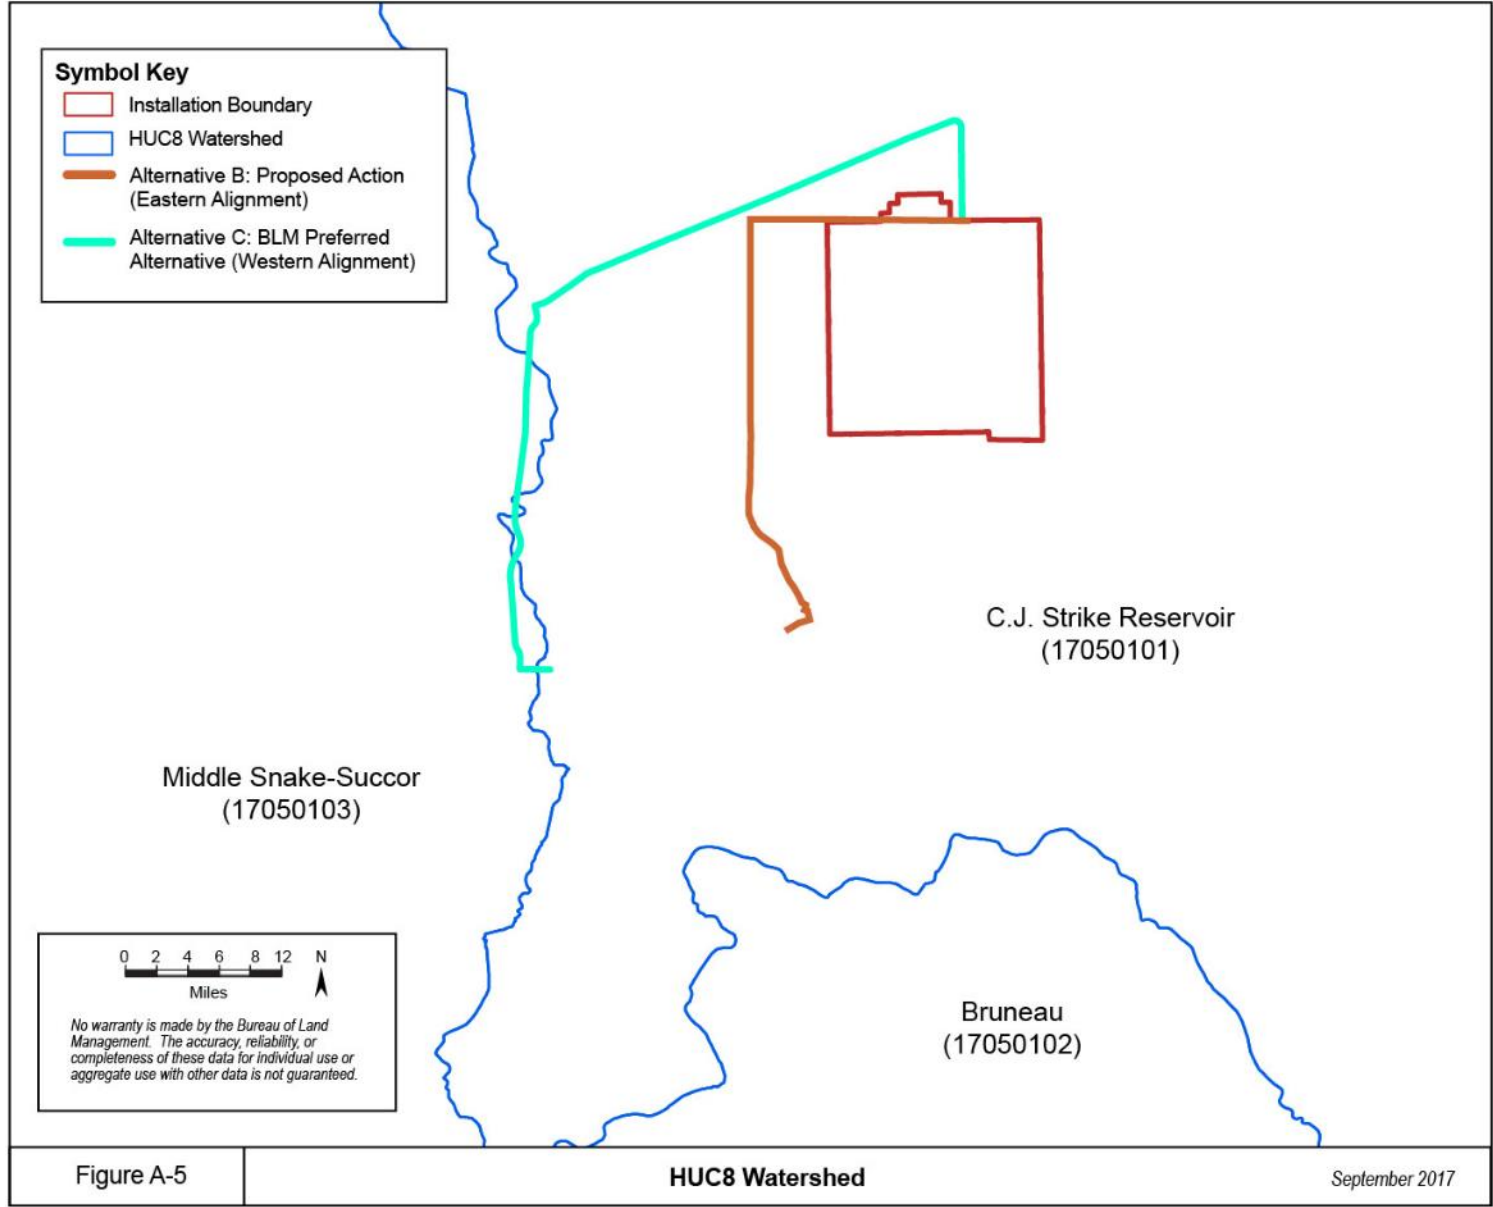 Symbol Key
Installation Boundary
HUC8 Watershed
Alternative B: Proposed Action
(Eastern Alignment)
Alternative C: BLM Preferred
Alternative (Western Alignment)
C.J. Strike Reservoir
(17050101)
Middle Snake-Succor
(17050103)
Bruneau
(17050102)
0 2 4 6 8 12 N
Miles
No warranty is made by the Bureau of Land
Management. The accuracy, reliability, or
completeness of these data for individual use or
aggregate use with other data is not guaranteed.
Figure A-5
HUC8 Watershed
September 2017